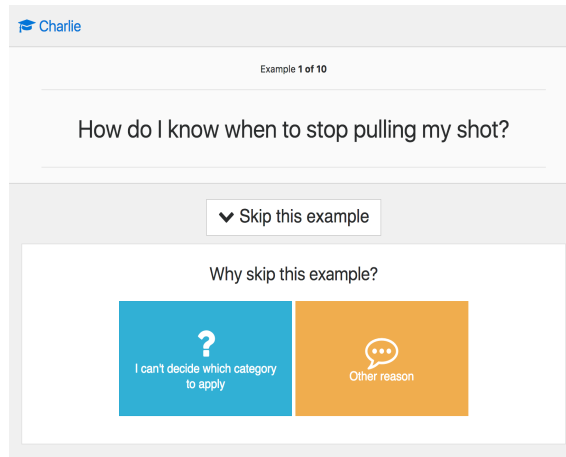 Charlie
Example 1 of 10
How do I know when to stop pulling my shot?
Skip this example
Why skip this example?
I can't decide which category
to apply
Other reason